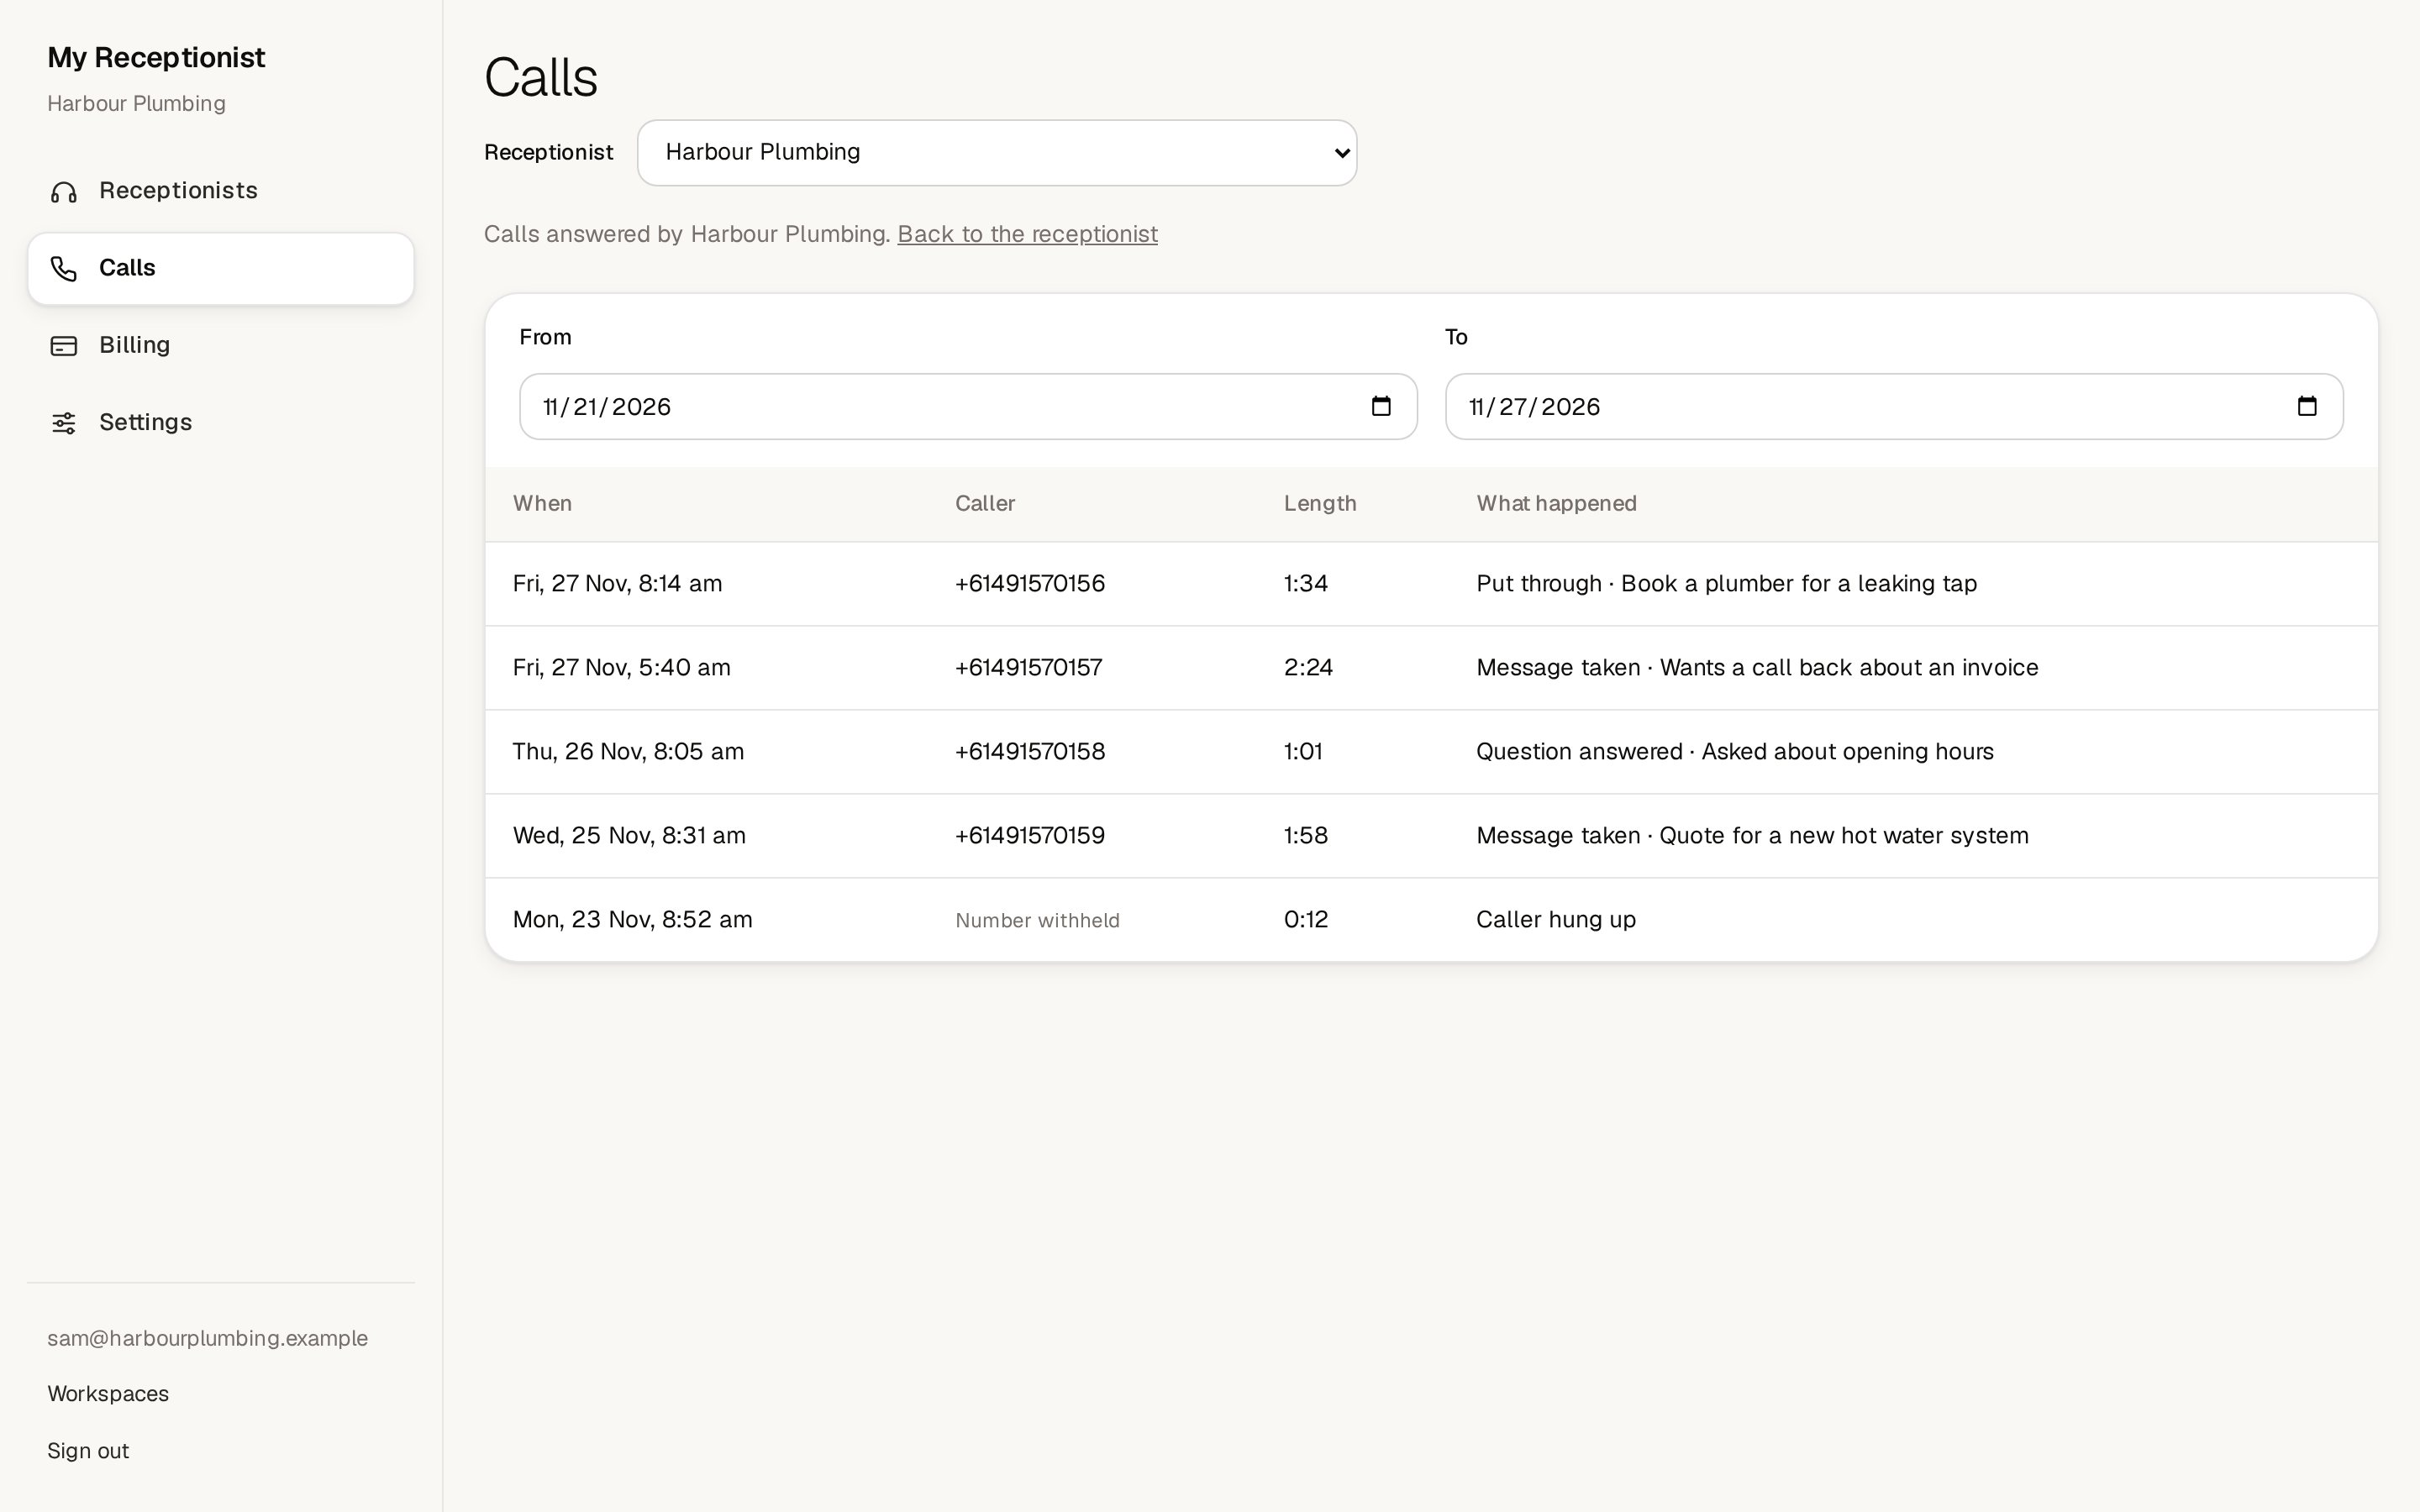 My Receptionist
Harbour Plumbing
Receptionists
Calls
Billing
Settings
sam@harbourplumbing.example
Workspaces
Sign out
Calls
Receptionist Harbour Plumbing
Calls answered by Harbour Plumbing. Back to the receptionist
From To
11/21/2026 11/27/2026
When Caller Length What happened
Fri, 27 Nov, 8:14 am +61491570156 1:34 Put through · Book a plumber for a leaking tap
Fri, 27 Nov, 5:40 am +61491570157 2:24 Message taken · Wants a call back about an invoice
Thu, 26 Nov, 8:05 am +61491570158 1:01 Question answered · Asked about opening hours
Wed, 25 Nov, 8:31 am +61491570159 1:58 Message taken · Quote for a new hot water system
Mon, 23 Nov, 8:52 am Number withheld 0:12 Caller hung up